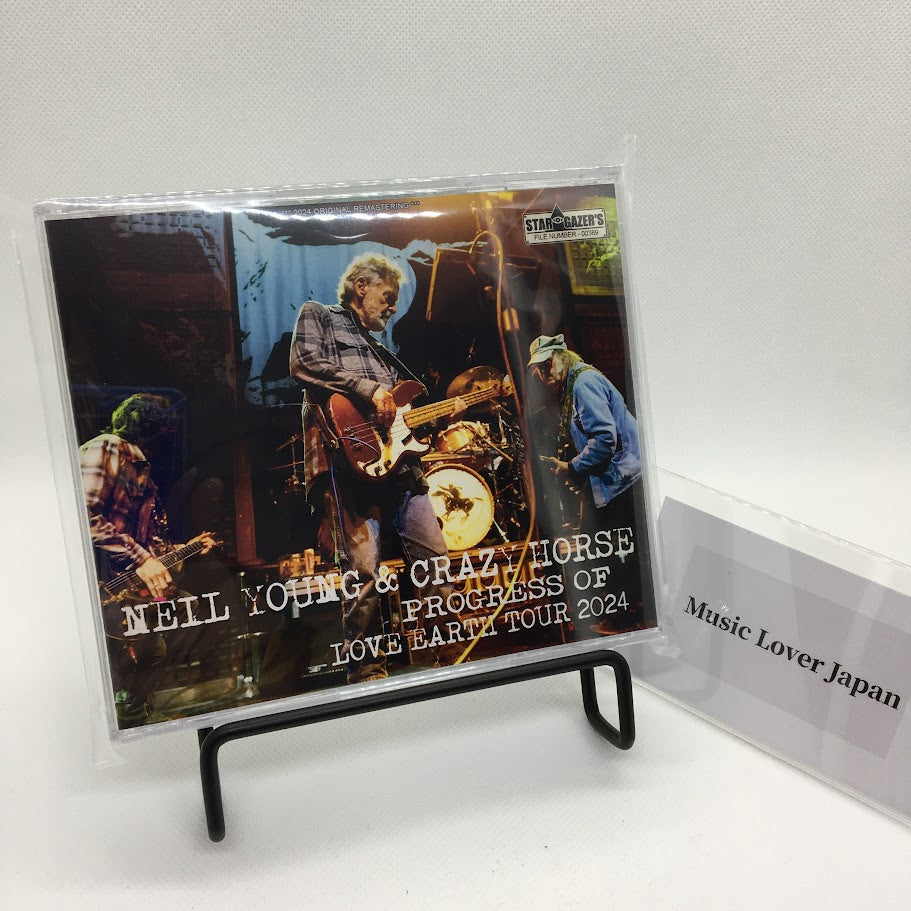 2024 ORIGINAL REMASTERING
STAR GAZER'S
FILE NUMBER - 00369
NEIL YOUNG & CRAZY HORSE
PROGRESS OF
LOVE EARTH TOUR 2024
Music Lover Japan